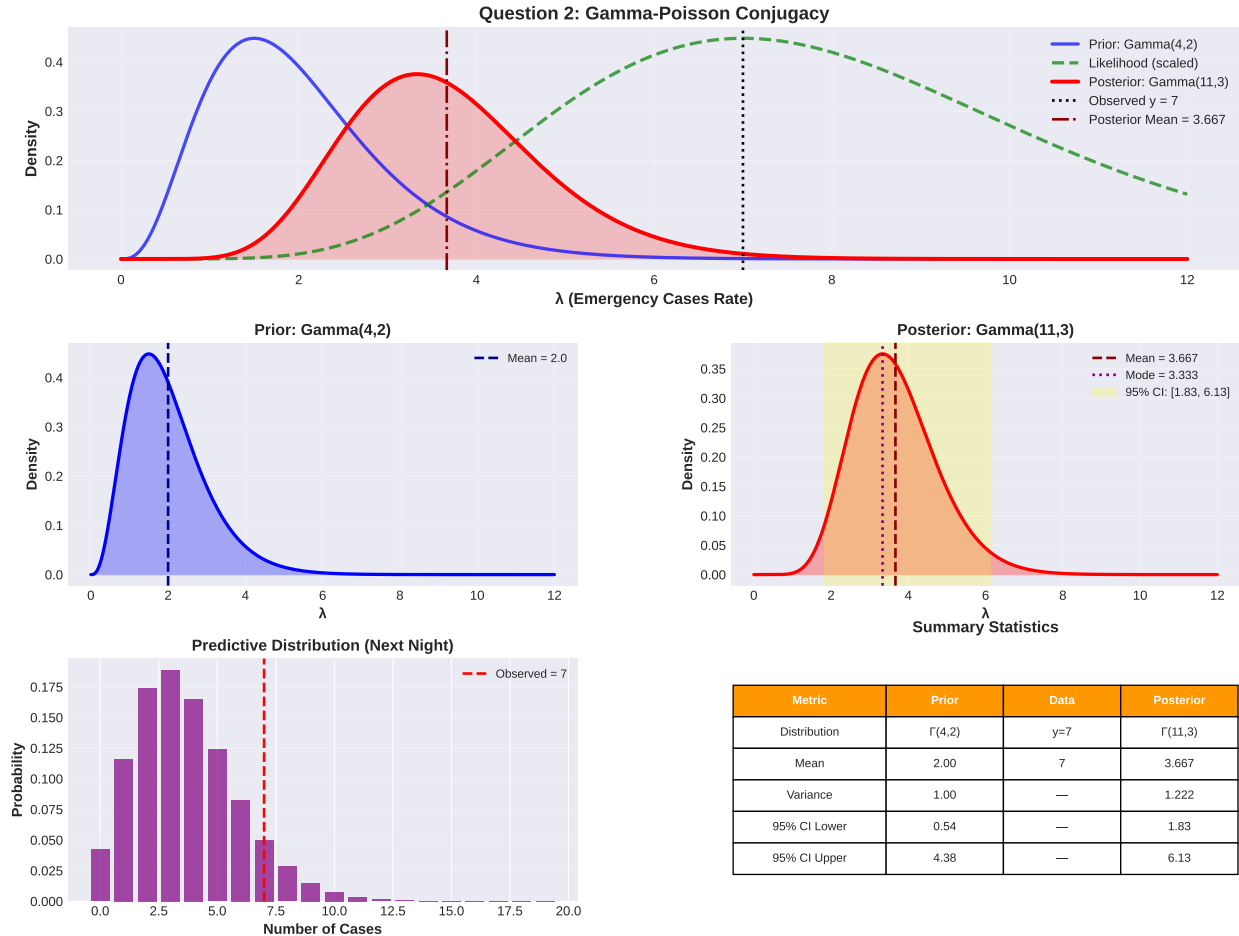 Question 2: Gamma-Poisson Conjugacy
Density
0.4
0.3
0.2
0.1
0.0
Prior: Gamma(4,2)
Likelihood (scaled)
Posterior: Gamma(11,3)
Observed y = 7
Posterior Mean = 3.667
0 2 4 6 8 10 12
λ (Emergency Cases Rate)
Prior: Gamma(4,2)
Density
0.4
0.3
0.2
0.1
0.0
Mean = 2.0
0 2 4 6 8 10 12
λ
Posterior: Gamma(11,3)
Density
0.35
0.30
0.25
0.20
0.15
0.10
0.05
0.00
Mean = 3.667
Mode = 3.333
95% CI: [1.83, 6.13]
0 2 4 6 8 10 12
λ
Predictive Distribution (Next Night)
Probability
0.175
0.150
0.125
0.100
0.075
0.050
0.025
0.000
Observed = 7
0.0 2.5 5.0 7.5 10.0 12.5 15.0 17.5 20.0
Number of Cases
Summary Statistics
Metric Prior Data Posterior
Distribution Γ(4,2) y=7 Γ(11,3)
Mean 2.00 7 3.667
Variance 1.00 — 1.222
95% CI Lower 0.54 — 1.83
95% CI Upper 4.38 — 6.13